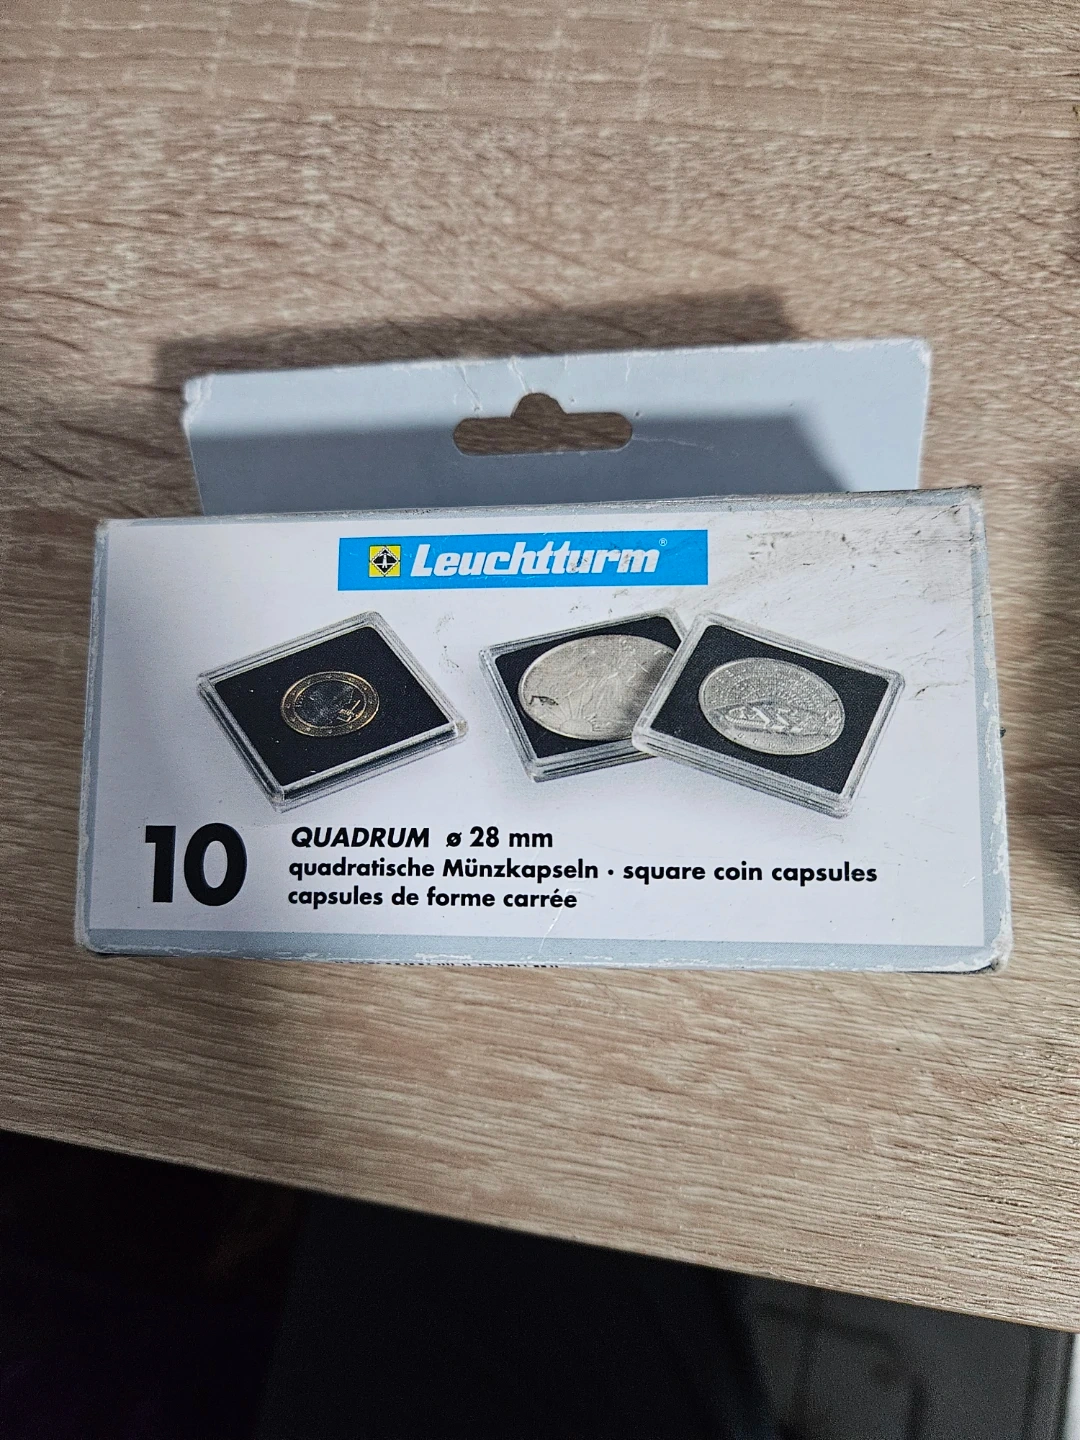 Leuchtturm®
10
QUADRUM ø 28 mm
quadratische Münzkapseln · square coin capsules
capsules de forme carrée